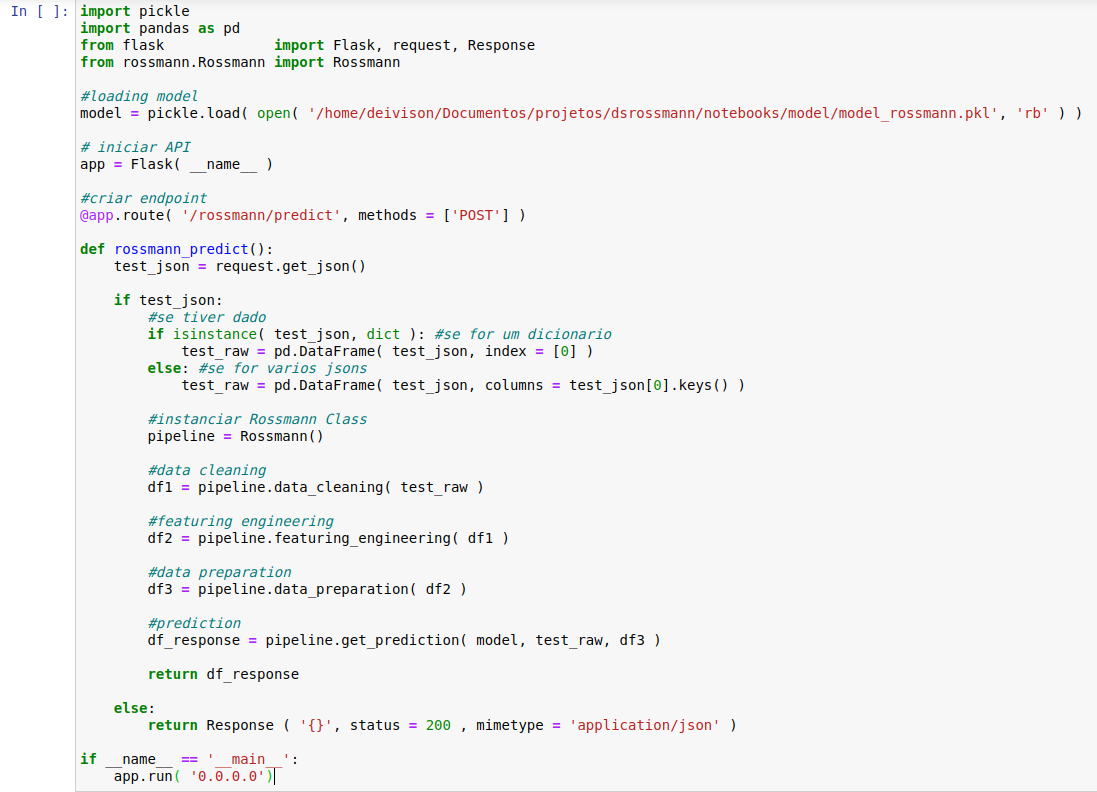 In [ ]: import pickle
import pandas as pd
from flask             import Flask, request, Response
from rossmann.Rossmann import Rossmann

#loading model
model = pickle.load( open( '/home/deivison/Documentos/projetos/dsrossmann/notebooks/model/model_rossmann.pkl', 'rb' ) )

# iniciar API
app = Flask( __name__ )

#criar endpoint
@app.route( '/rossmann/predict', methods = ['POST'] )

def rossmann_predict():
    test_json = request.get_json()

    if test_json:
        #se tiver dado
        if isinstance( test_json, dict ): #se for um dicionario
            test_raw = pd.DataFrame( test_json, index = [0] )
        else: #se for varios jsons
            test_raw = pd.DataFrame( test_json, columns = test_json[0].keys() )

        #instanciar Rossmann Class
        pipeline = Rossmann()

        #data cleaning
        df1 = pipeline.data_cleaning( test_raw )

        #featuring engineering
        df2 = pipeline.featuring_engineering( df1 )

        #data preparation
        df3 = pipeline.data_preparation( df2 )

        #prediction
        df_response = pipeline.get_prediction( model, test_raw, df3 )

        return df_response

    else:
        return Response ( '{}', status = 200 , mimetype = 'application/json' )

if __name__ == '__main__':
    app.run( '0.0.0.0')